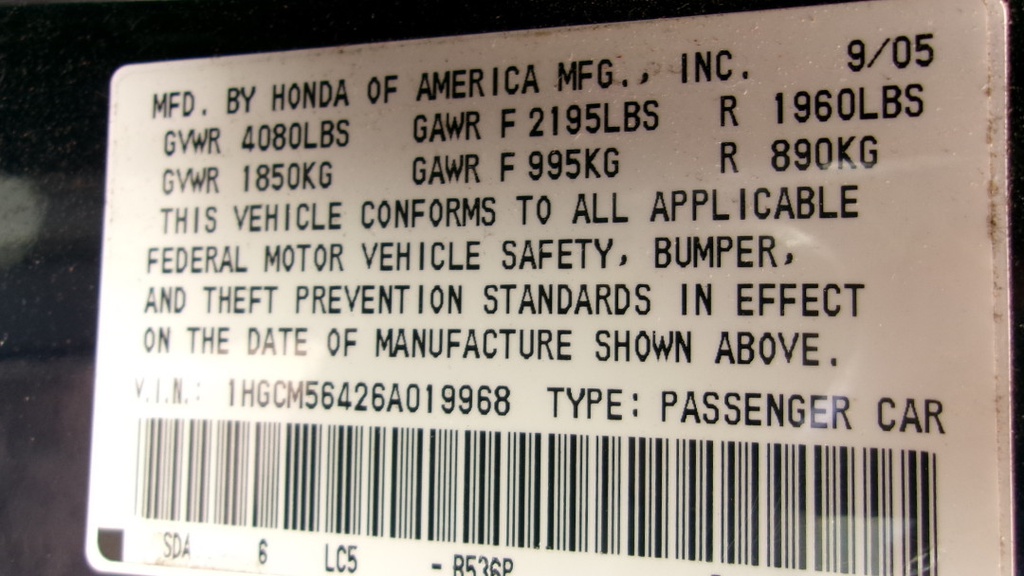 MFD. BY HONDA OF AMERICA MFG., INC. 9/05
GVWR 4080LBS GAWR F 2195LBS R 1960LBS
GVWR 1850KG GAWR F 995KG R 890KG
THIS VEHICLE CONFORMS TO ALL APPLICABLE
FEDERAL MOTOR VEHICLE SAFETY, BUMPER,
AND THEFT PREVENTION STANDARDS IN EFFECT
ON THE DATE OF MANUFACTURE SHOWN ABOVE.
V.I.N.: 1HGCM56426A019968 TYPE: PASSENGER CAR
SDA 6 LC5 - R536P